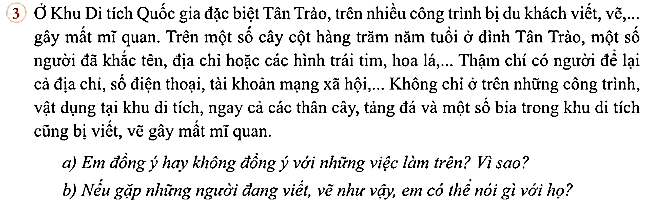 3 Ở Khu Di tích Quốc gia đặc biệt Tân Trào, trên nhiều công trình bị du khách viết, vẽ,...
gây mất mĩ quan. Trên một số cây cột hàng trăm năm tuổi ở đình Tân Trào, một số
người đã khắc tên, địa chỉ hoặc các hình trái tim, hoa lá,... Thậm chí có người để lại
cả địa chỉ, số điện thoại, tài khoản mạng xã hội,... Không chỉ ở trên những công trình,
vật dụng tại khu di tích, ngay cả các thân cây, tảng đá và một số bia trong khu di tích
cũng bị viết, vẽ gây mất mĩ quan.
a) Em đồng ý hay không đồng ý với những việc làm trên? Vì sao?
b) Nếu gặp những người đang viết, vẽ như vậy, em có thể nói gì với họ?